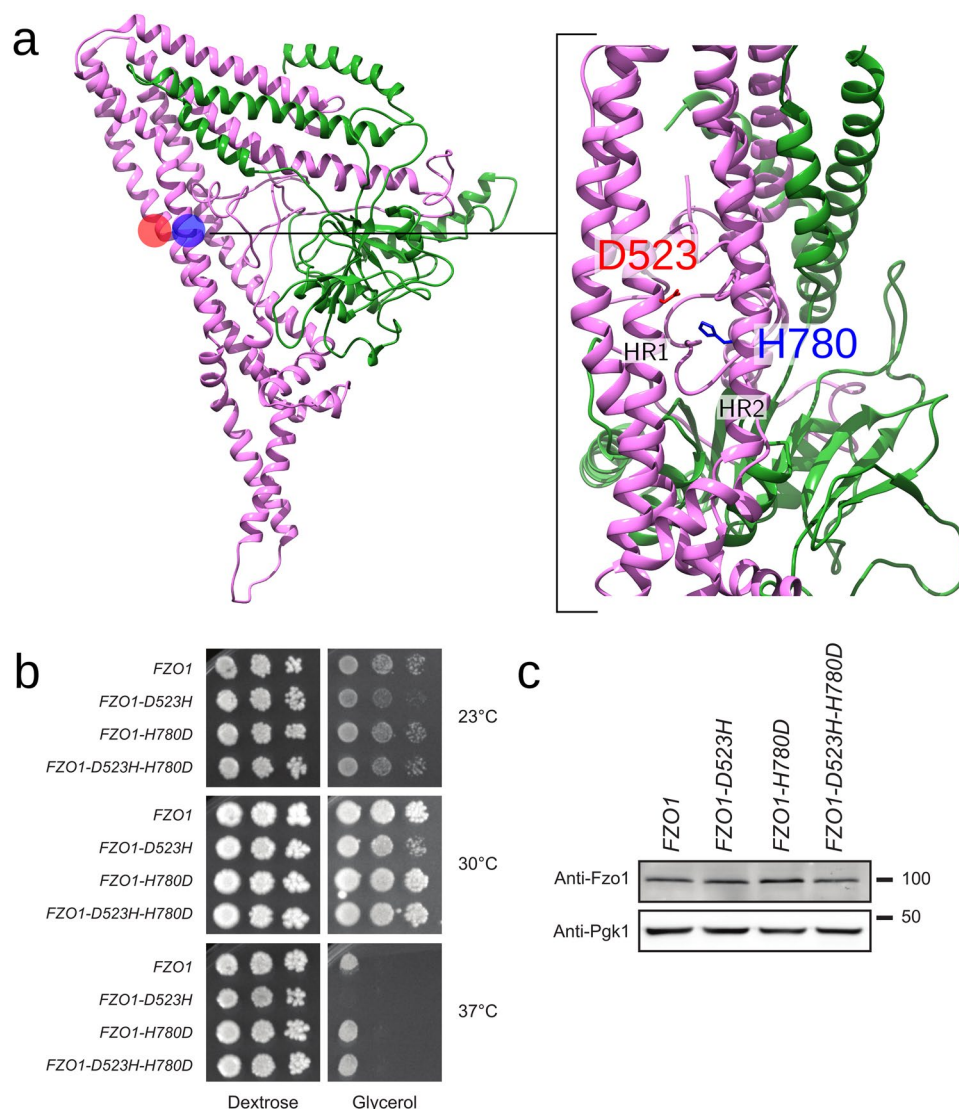 a
D523
H780
HR1
HR2
b
FZO1
FZO1-D523H
FZO1-H780D
FZO1-D523H-H780D
23°C
FZO1
FZO1-D523H
FZO1-H780D
FZO1-D523H-H780D
30°C
FZO1
FZO1-D523H
FZO1-H780D
FZO1-D523H-H780D
37°C
Dextrose
Glycerol
c
FZO1
FZO1-D523H
FZO1-H780D
FZO1-D523H-H780D
Anti-Fzo1
100
50
Anti-Pgk1